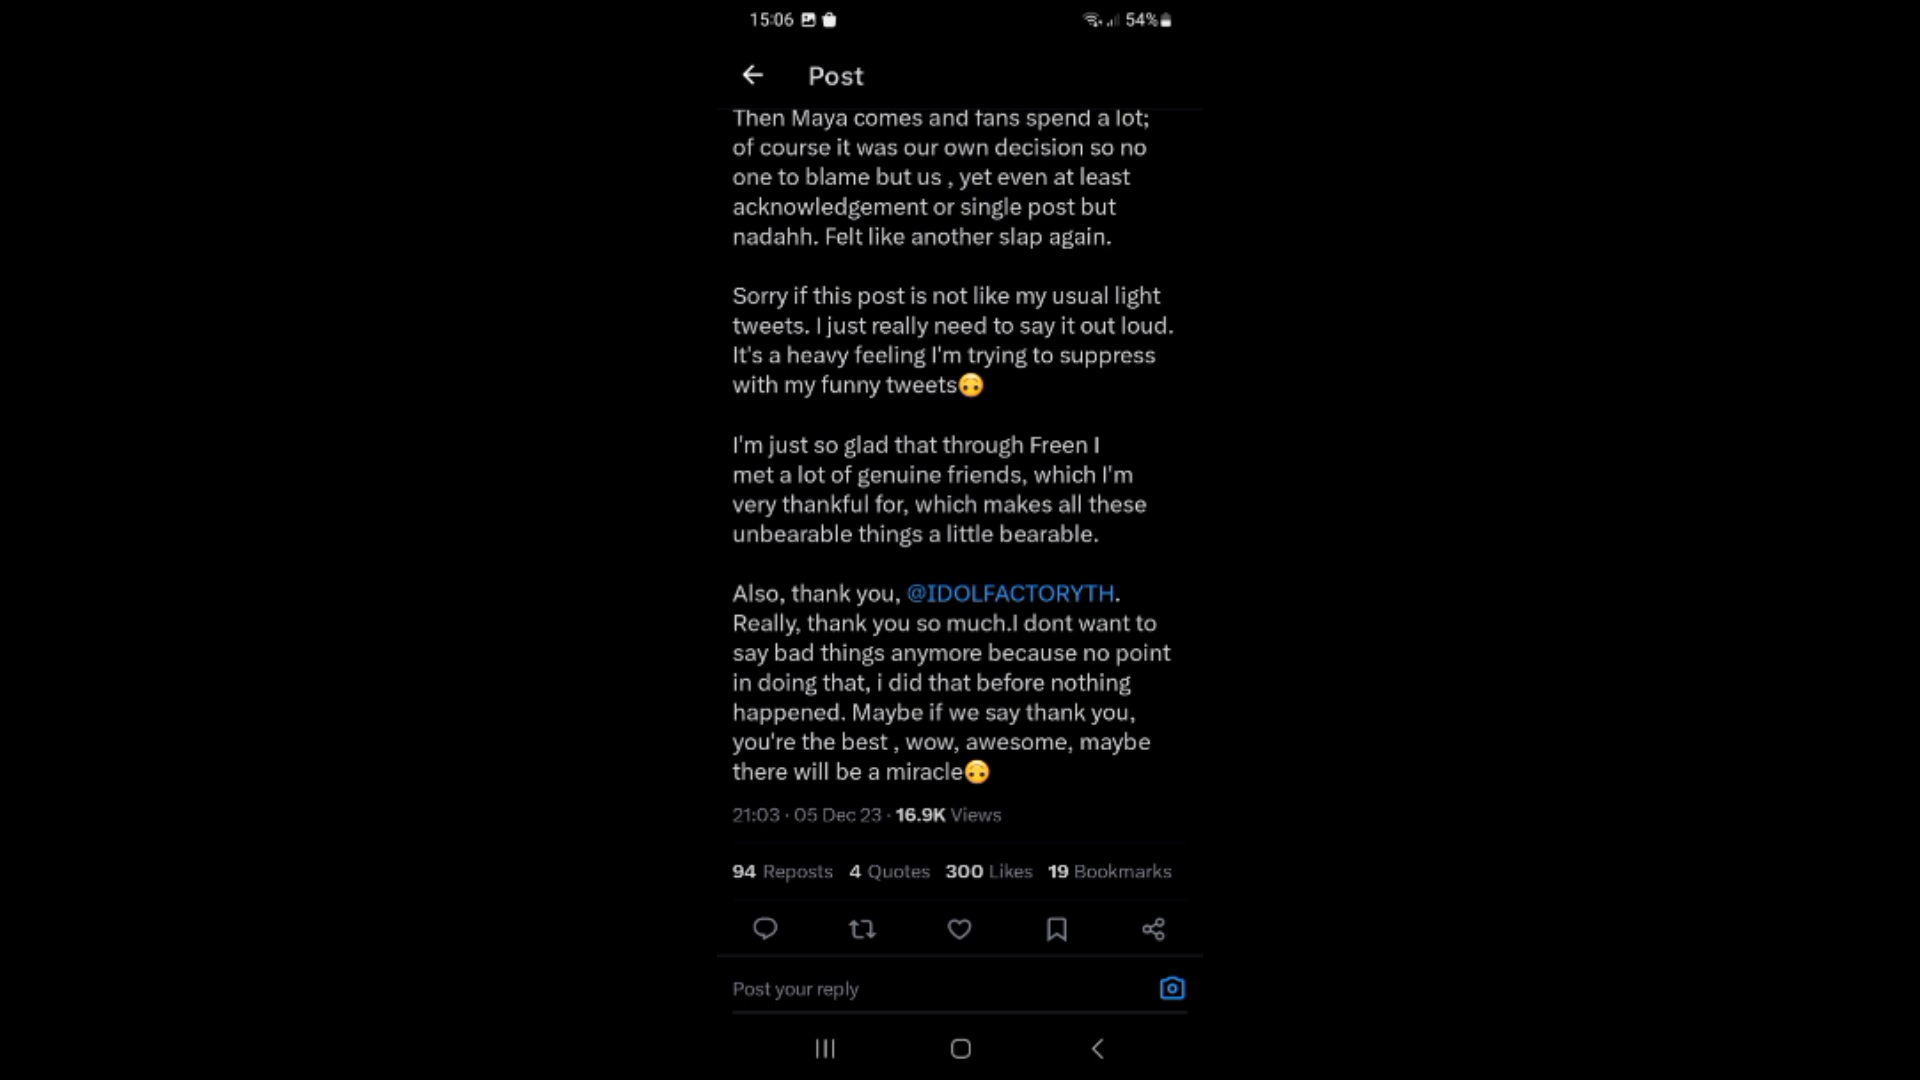 15:06 54%
Post
Then Maya comes and fans spend a lot;
of course it was our own decision so no
one to blame but us , yet even at least
acknowledgement or single post but
nadahh. Felt like another slap again.
Sorry if this post is not like my usual light
tweets. I just really need to say it out loud.
It's a heavy feeling I'm trying to suppress
with my funny tweets🙃
I'm just so glad that through Freen I
met a lot of genuine friends, which I'm
very thankful for, which makes all these
unbearable things a little bearable.
Also, thank you, @IDOLFACTORYTH.
Really, thank you so much.I dont want to
say bad things anymore because no point
in doing that, i did that before nothing
happened. Maybe if we say thank you,
you're the best , wow, awesome, maybe
there will be a miracle🙃
21:03 · 05 Dec 23 · 16.9K Views
94 Reposts 4 Quotes 300 Likes 19 Bookmarks
Post your reply